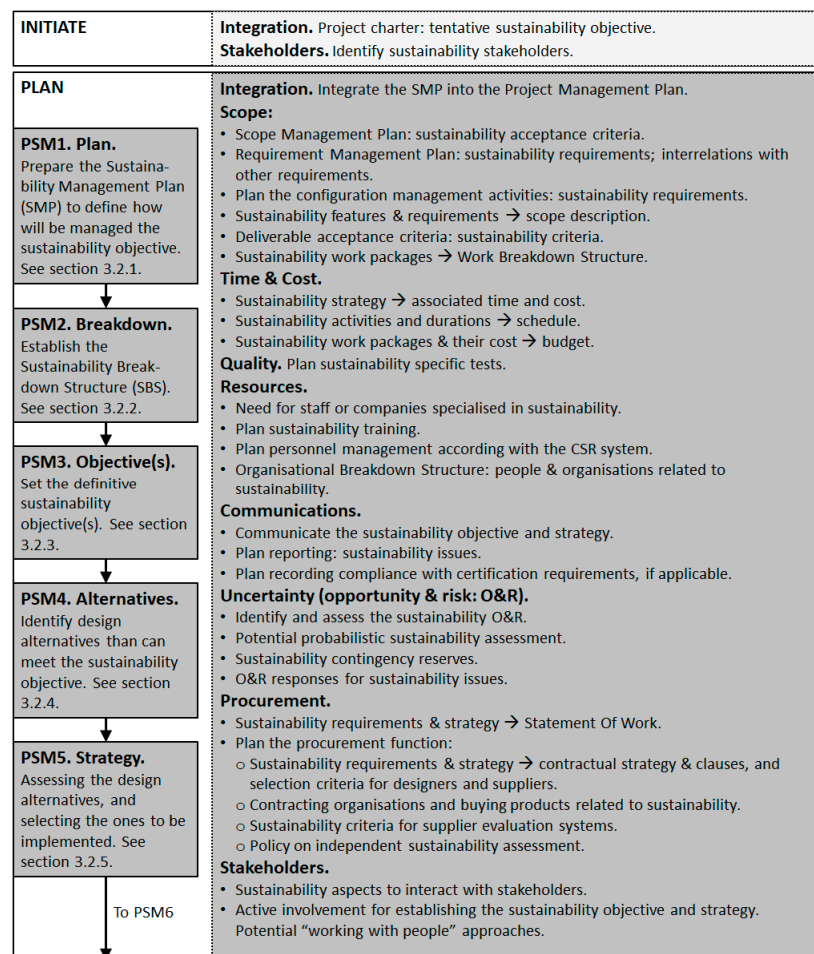 INITIATE
Integration. Project charter: tentative sustainability objective.
Stakeholders. Identify sustainability stakeholders.
PLAN
PSM1. Plan.
Prepare the Sustaina-
bility Management Plan
(SMP) to define how
will be managed the
sustainability objective.
See section 3.2.1.
PSM2. Breakdown.
Establish the
Sustainability Break-
down Structure (SBS).
See section 3.2.2.
PSM3. Objective(s).
Set the definitive
sustainability
objective(s). See section
3.2.3.
PSM4. Alternatives.
Identify design
alternatives than can
meet the sustainability
objective. See section
3.2.4.
PSM5. Strategy.
Assessing the design
alternatives, and
selecting the ones to be
implemented. See
section 3.2.5.
To PSM6
Integration. Integrate the SMP into the Project Management Plan.
Scope:
• Scope Management Plan: sustainability acceptance criteria.
• Requirement Management Plan: sustainability requirements; interrelations with
other requirements.
• Plan the configuration management activities: sustainability requirements.
• Sustainability features & requirements → scope description.
• Deliverable acceptance criteria: sustainability criteria.
• Sustainability work packages → Work Breakdown Structure.
Time & Cost.
• Sustainability strategy → associated time and cost.
• Sustainability activities and durations → schedule.
• Sustainability work packages & their cost → budget.
Quality. Plan sustainability specific tests.
Resources.
• Need for staff or companies specialised in sustainability.
• Plan sustainability training.
• Plan personnel management according with the CSR system.
• Organisational Breakdown Structure: people & organisations related to
sustainability.
Communications.
• Communicate the sustainability objective and strategy.
• Plan reporting: sustainability issues.
• Plan recording compliance with certification requirements, if applicable.
Uncertainty (opportunity & risk: O&R).
• Identify and assess the sustainability O&R.
• Potential probabilistic sustainability assessment.
• Sustainability contingency reserves.
• O&R responses for sustainability issues.
Procurement.
• Sustainability requirements & strategy → Statement Of Work.
• Plan the procurement function:
o Sustainability requirements & strategy → contractual strategy & clauses, and
selection criteria for designers and suppliers.
o Contracting organisations and buying products related to sustainability.
o Sustainability criteria for supplier evaluation systems.
o Policy on independent sustainability assessment.
Stakeholders.
• Sustainability aspects to interact with stakeholders.
• Active involvement for establishing the sustainability objective and strategy.
Potential “working with people” approaches.